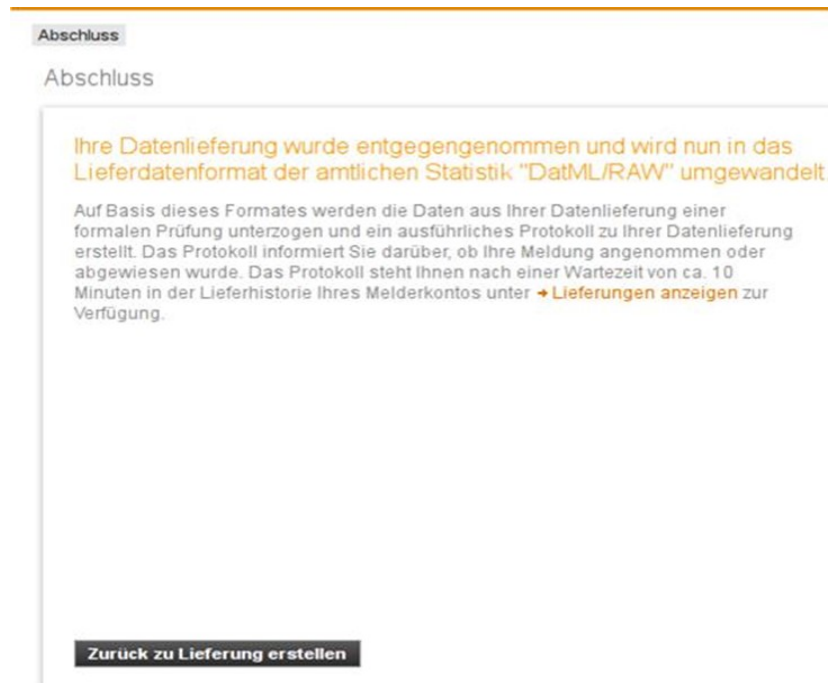 Abschluss
Abschluss
Ihre Datenlieferung wurde entgegengenommen und wird nun in das
Lieferdatenformat der amtlichen Statistik "DatML/RAW" umgewandelt
Auf Basis dieses Formates werden die Daten aus Ihrer Datenlieferung einer
formalen Prüfung unterzogen und ein ausführliches Protokoll zu Ihrer Datenlieferung
erstellt. Das Protokoll informiert Sie darüber, ob Ihre Meldung angenommen oder
abgewiesen wurde. Das Protokoll steht Ihnen nach einer Wartezeit von ca. 10
Minuten in der Lieferhistorie Ihres Melderkontos unter → Lieferungen anzeigen zur
Verfügung.
Zurück zu Lieferung erstellen